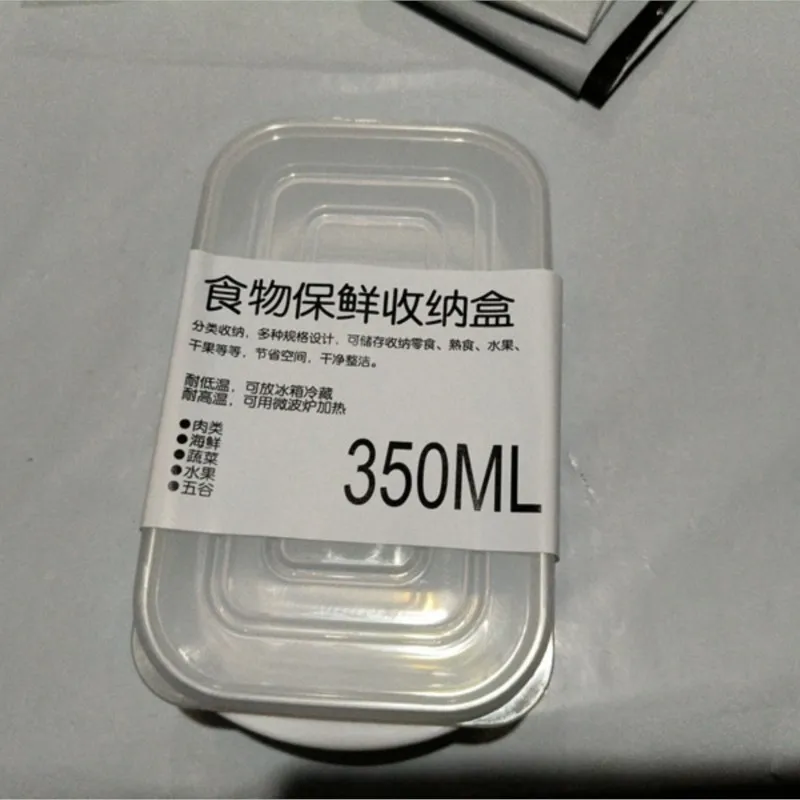 食物保鲜收纳盒
分类收纳，多种规格设计，可储存收纳零食、熟食、水果、
干果等等，节省空间，干净整洁。
耐低温，可放冰箱冷藏
耐高温，可用微波炉加热
●肉类
●海鲜
●蔬菜
●水果
●五谷
350ML